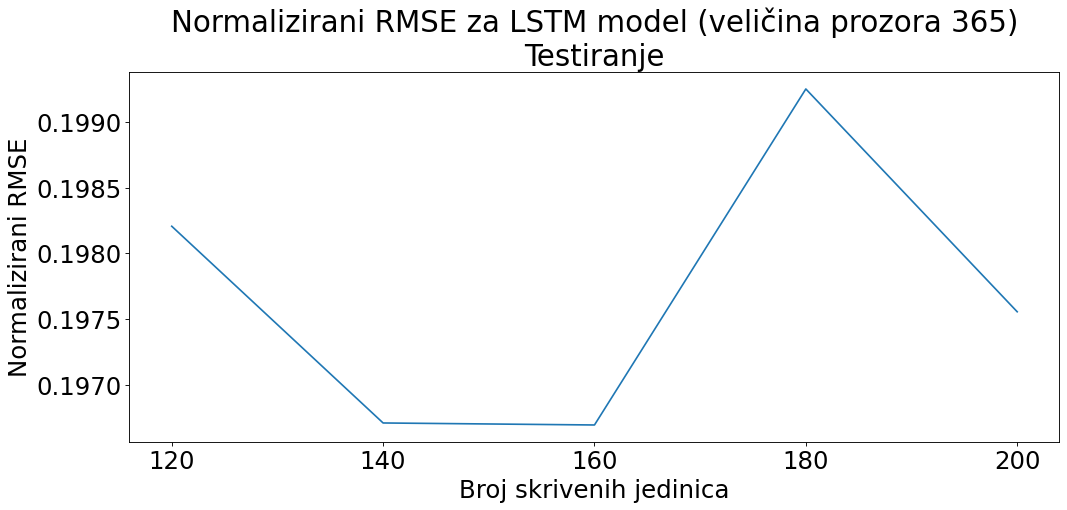 Normalizirani RMSE za LSTM model (veličina prozora 365)
Testiranje
Normalizirani RMSE
0.1990
0.1985
0.1980
0.1975
0.1970
120 140 160 180 200
Broj skrivenih jedinica